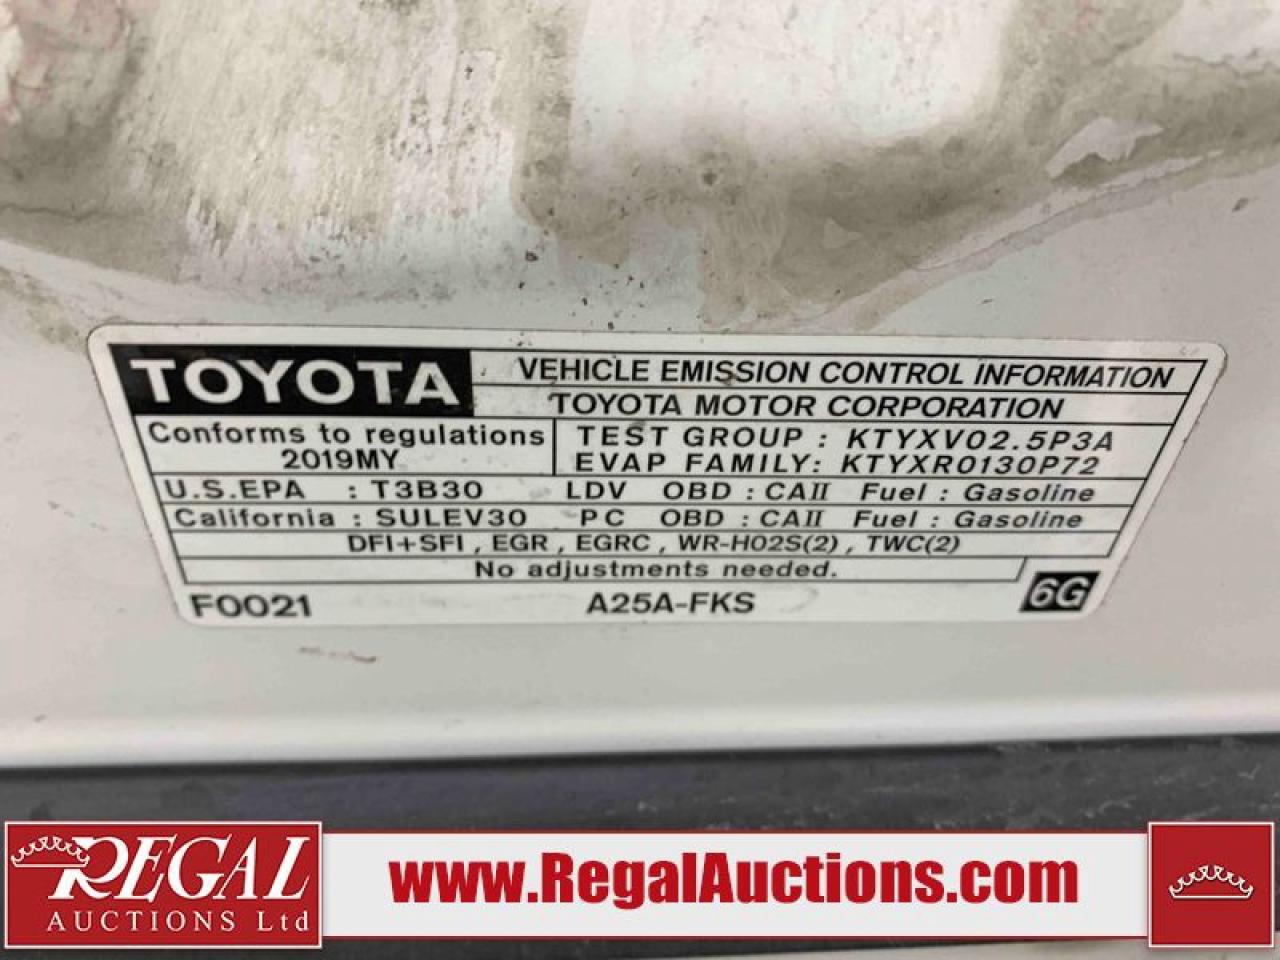 TOYOTA VEHICLE EMISSION CONTROL INFORMATION
TOYOTA MOTOR CORPORATION
Conforms to regulations
2019MY
TEST GROUP : KTYXV02.5P3A
EVAP FAMILY: KTYXR0130P72
U.S.EPA : T3B30 LDV OBD : CAII Fuel : Gasoline
California : SULEV30 PC OBD : CAII Fuel : Gasoline
DFI+SFI , EGR , EGRC , WR-HO2S(2) , TWC(2)
No adjustments needed.
F0021 A25A-FKS 6G
REGAL
AUCTIONS Ltd
www.RegalAuctions.com